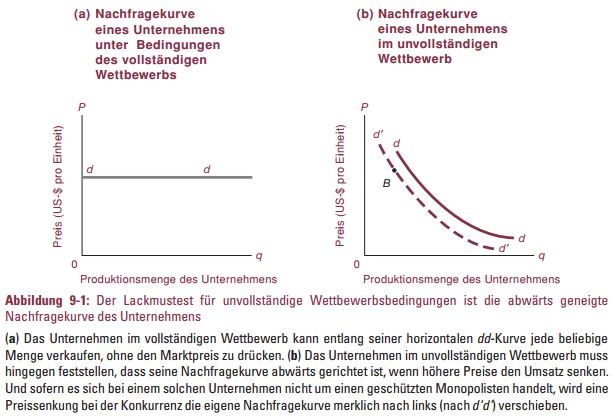 (a) Nachfragekurve
eines Unternehmens
unter Bedingungen
des vollständigen
Wettbewerbs
P
Preis (US-$ pro Einheit)
d
d
0
q
Produktionsmenge des Unternehmens
(b) Nachfragekurve
eines Unternehmens
im unvollständigen
Wettbewerb
P
Preis (US-$ pro Einheit)
d'
d
B
d
d'
0
q
Produktionsmenge des Unternehmens
Abbildung 9-1: Der Lackmustest für unvollständige Wettbewerbsbedingungen ist die abwärts geneigte
Nachfragekurve des Unternehmens
(a) Das Unternehmen im vollständigen Wettbewerb kann entlang seiner horizontalen dd-Kurve jede beliebige
Menge verkaufen, ohne den Marktpreis zu drücken. (b) Das Unternehmen im unvollständigen Wettbewerb muss
hingegen feststellen, dass seine Nachfragekurve abwärts gerichtet ist, wenn höhere Preise den Umsatz senken.
Und sofern es sich bei einem solchen Unternehmen nicht um einen geschützten Monopolisten handelt, wird eine
Preissenkung bei der Konkurrenz die eigene Nachfragekurve merklich nach links (nach d'd') verschieben.